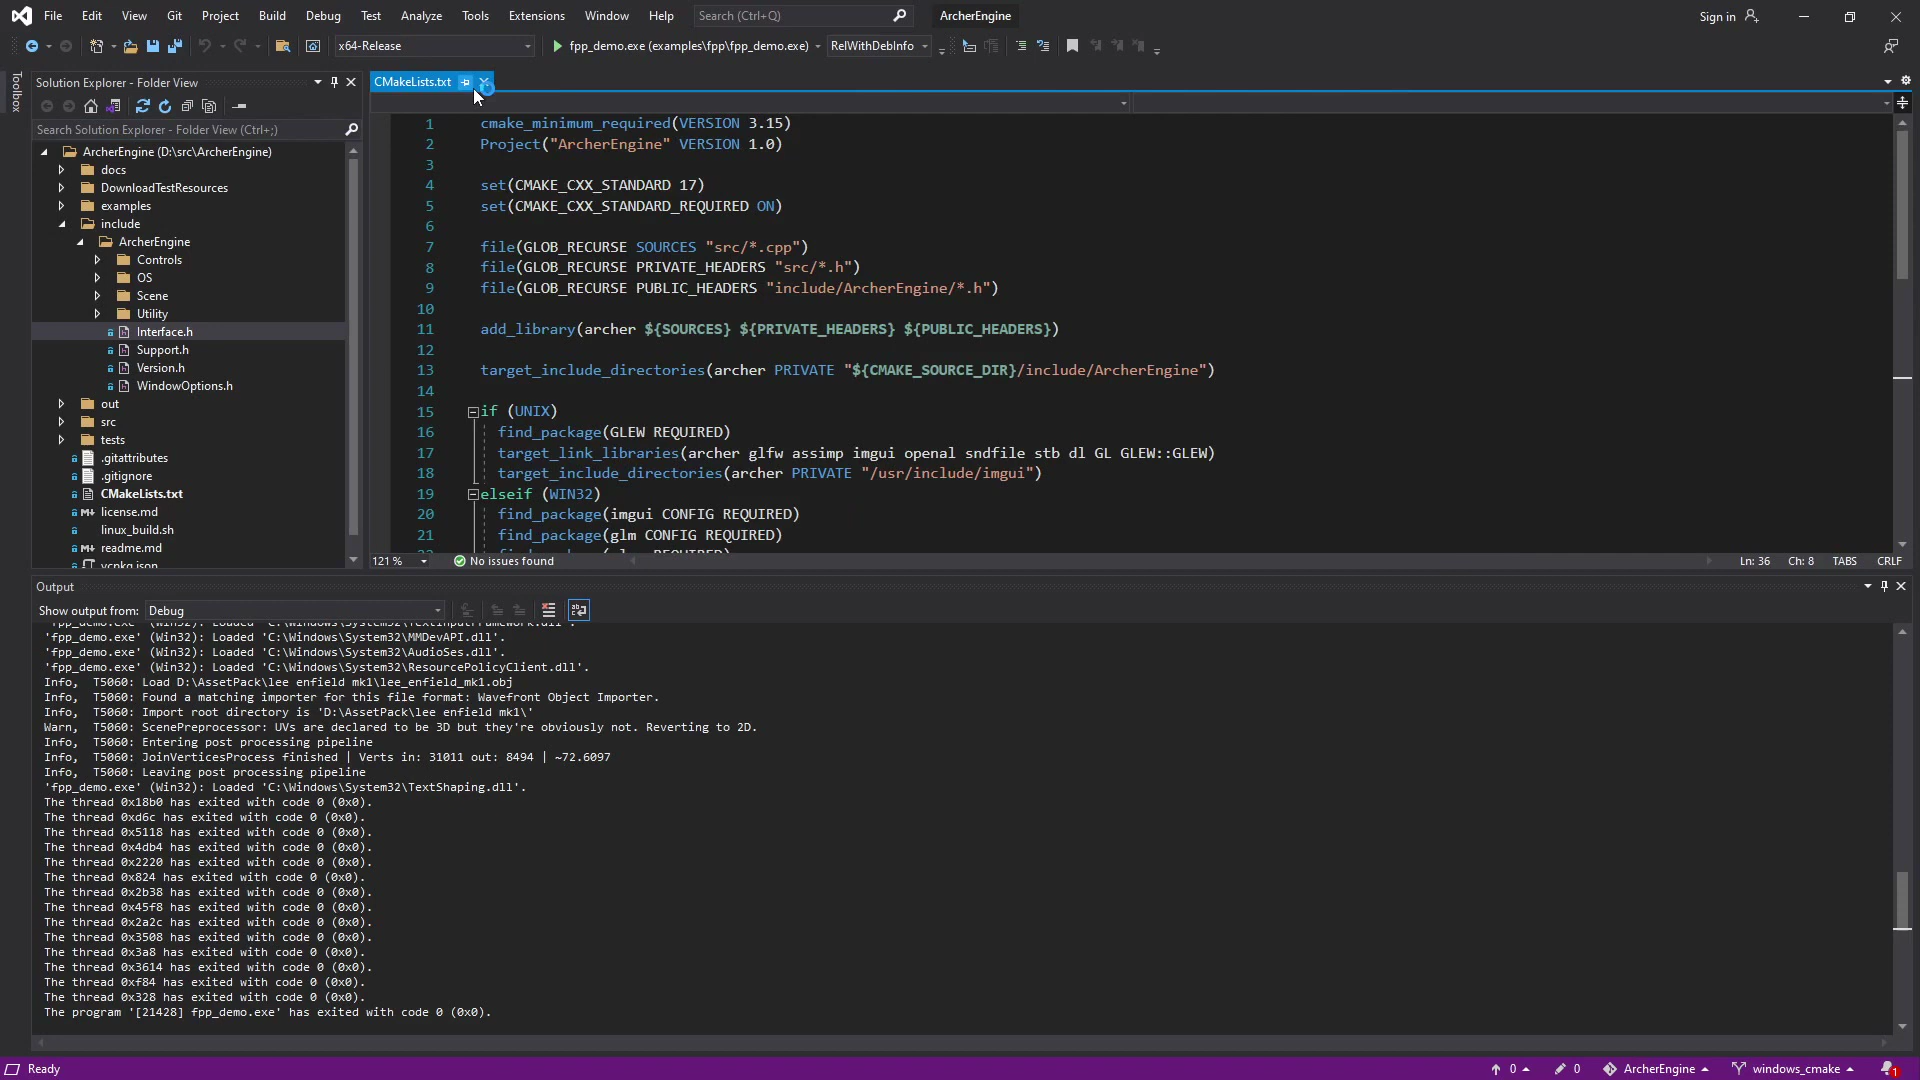 File Edit View Git Project Build Debug Test Analyze Tools Extensions Window Help Search (Ctrl+Q) ArcherEngine Sign in
x64-Release fpp_demo.exe (examples\fpp\fpp_demo.exe) RelWithDebInfo
Toolbox
Solution Explorer - Folder View
Search Solution Explorer - Folder View (Ctrl+;)
ArcherEngine (D:\src\ArcherEngine)
docs
DownloadTestResources
examples
include
ArcherEngine
Controls
OS
Scene
Utility
Interface.h
Support.h
Version.h
WindowOptions.h
out
src
tests
.gitattributes
.gitignore
CMakeLists.txt
license.md
linux_build.sh
readme.md
vcpkg.json
CMakeLists.txt
1 cmake_minimum_required(VERSION 3.15)
2 Project("ArcherEngine" VERSION 1.0)
3
4 set(CMAKE_CXX_STANDARD 17)
5 set(CMAKE_CXX_STANDARD_REQUIRED ON)
6
7 file(GLOB_RECURSE SOURCES "src/*.cpp")
8 file(GLOB_RECURSE PRIVATE_HEADERS "src/*.h")
9 file(GLOB_RECURSE PUBLIC_HEADERS "include/ArcherEngine/*.h")
10
11 add_library(archer ${SOURCES} ${PRIVATE_HEADERS} ${PUBLIC_HEADERS})
12
13 target_include_directories(archer PRIVATE "${CMAKE_SOURCE_DIR}/include/ArcherEngine")
14
15 if (UNIX)
16 find_package(GLEW REQUIRED)
17 target_link_libraries(archer glfw assimp imgui openal sndfile stb dl GL GLEW::GLEW)
18 target_include_directories(archer PRIVATE "/usr/include/imgui")
19 elseif (WIN32)
20 find_package(imgui CONFIG REQUIRED)
21 find_package(glm CONFIG REQUIRED)
121 % No issues found Ln: 36 Ch: 8 TABS CRLF
Output
Show output from: Debug
'fpp_demo.exe' (Win32): Loaded 'C:\Windows\System32\TextInputFramework.dll'.
'fpp_demo.exe' (Win32): Loaded 'C:\Windows\System32\MMDevAPI.dll'.
'fpp_demo.exe' (Win32): Loaded 'C:\Windows\System32\AudioSes.dll'.
'fpp_demo.exe' (Win32): Loaded 'C:\Windows\System32\ResourcePolicyClient.dll'.
Info,  T5060: Load D:\AssetPack\lee enfield mk1\lee_enfield_mk1.obj
Info,  T5060: Found a matching importer for this file format: Wavefront Object Importer.
Info,  T5060: Import root directory is 'D:\AssetPack\lee enfield mk1\'
Warn,  T5060: ScenePreprocessor: UVs are declared to be 3D but they're obviously not. Reverting to 2D.
Info,  T5060: Entering post processing pipeline
Info,  T5060: JoinVerticesProcess finished | Verts in: 31011 out: 8494 | ~72.6097
Info,  T5060: Leaving post processing pipeline
'fpp_demo.exe' (Win32): Loaded 'C:\Windows\System32\TextShaping.dll'.
The thread 0x18b0 has exited with code 0 (0x0).
The thread 0xd6c has exited with code 0 (0x0).
The thread 0x5118 has exited with code 0 (0x0).
The thread 0x4db4 has exited with code 0 (0x0).
The thread 0x2220 has exited with code 0 (0x0).
The thread 0x824 has exited with code 0 (0x0).
The thread 0x2b38 has exited with code 0 (0x0).
The thread 0x45f8 has exited with code 0 (0x0).
The thread 0x2a2c has exited with code 0 (0x0).
The thread 0x3508 has exited with code 0 (0x0).
The thread 0x3a8 has exited with code 0 (0x0).
The thread 0x3614 has exited with code 0 (0x0).
The thread 0xf84 has exited with code 0 (0x0).
The thread 0x328 has exited with code 0 (0x0).
The program '[21428] fpp_demo.exe' has exited with code 0 (0x0).
Ready 0 0 ArcherEngine windows_cmake 1